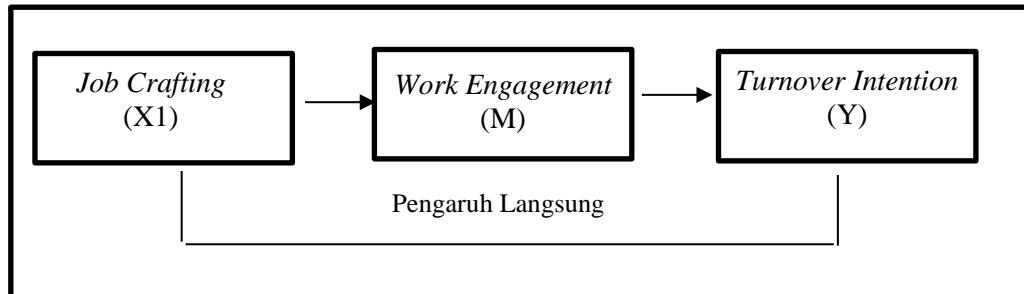 Job Crafting
(X1)
Work Engagement
(M)
Turnover Intention
(Y)
Pengaruh Langsung